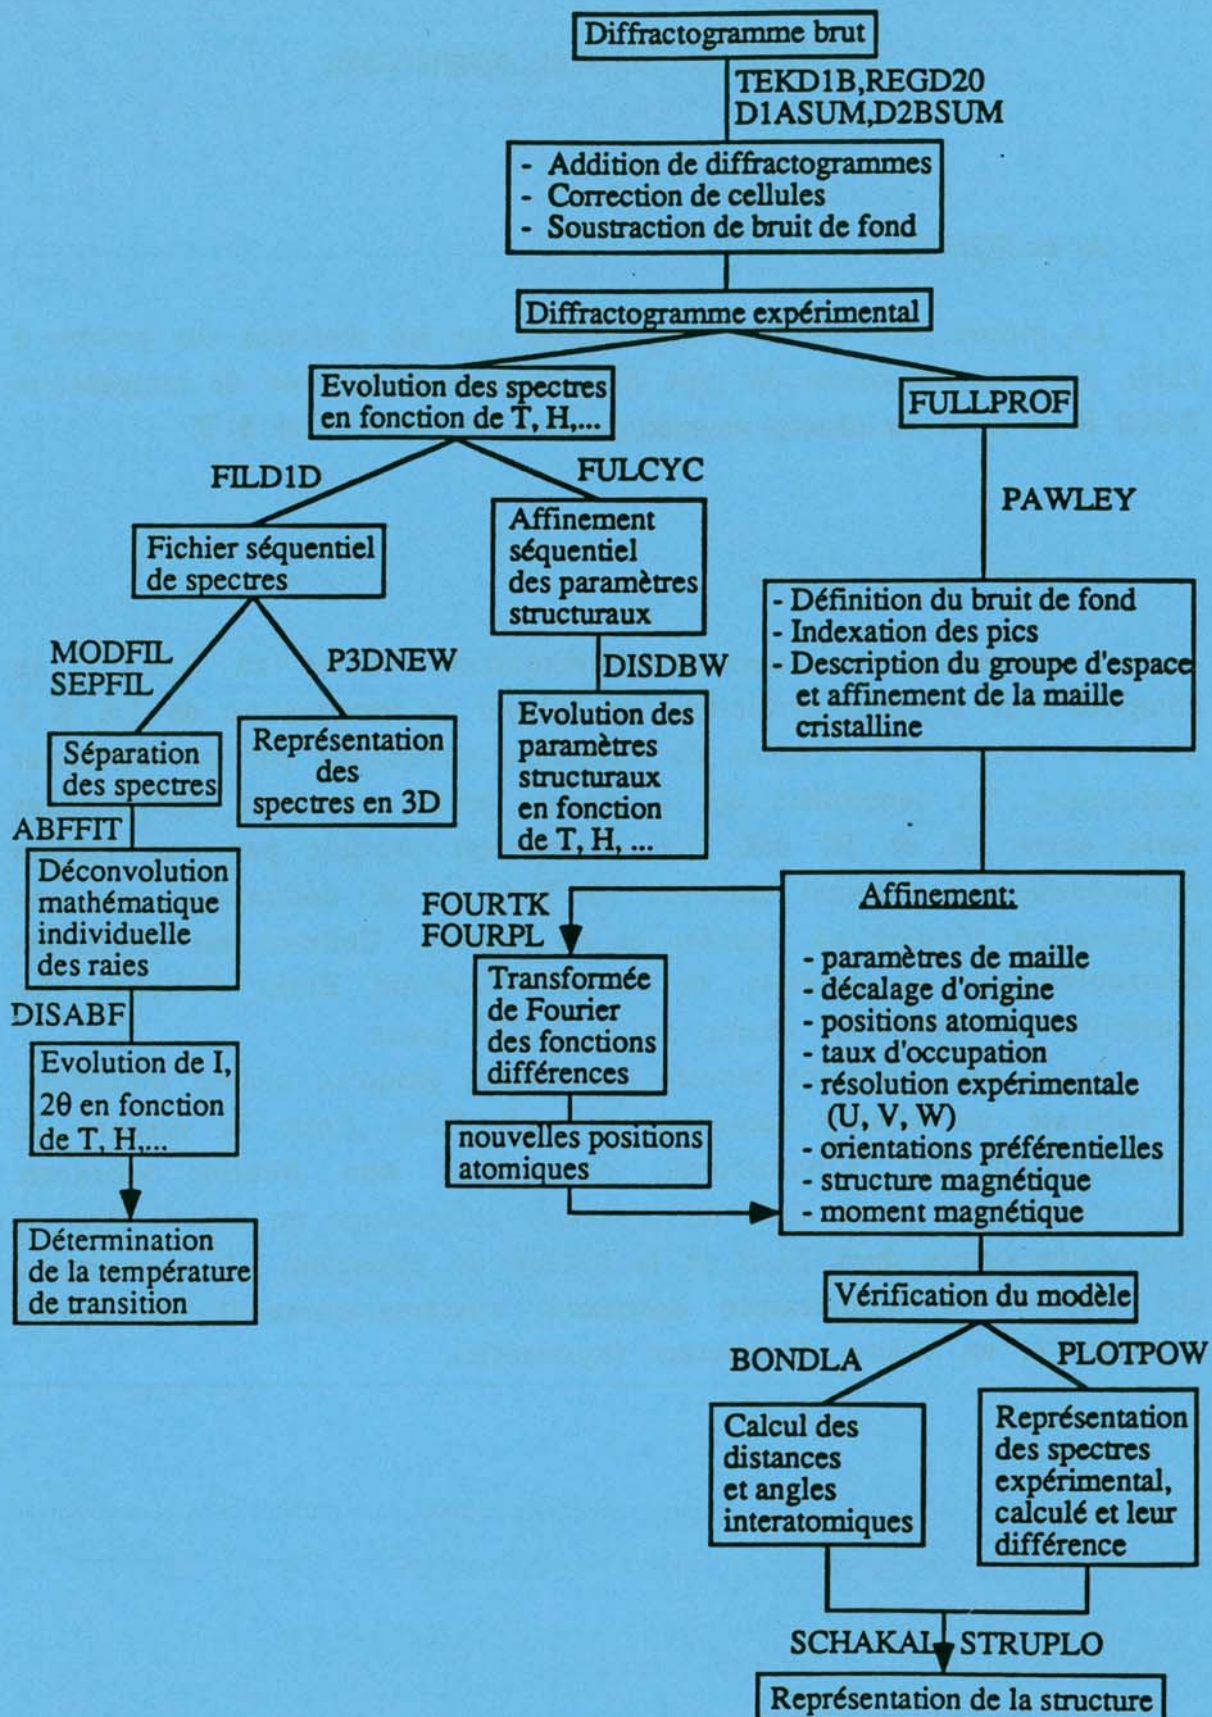 Diffractogramme brut
TEKD1B,REGD20
D1ASUM,D2BSUM
- Addition de diffractogrammes
- Correction de cellules
- Soustraction de bruit de fond
Diffractogramme expérimental
Evolution des spectres
en fonction de T, H,...
FULLPROF
FILD1D
FULCYC
PAWLEY
Fichier séquentiel
de spectres
Affinement
séquentiel
des paramètres
structuraux
- Définition du bruit de fond
- Indexation des pics
- Description du groupe d'espace
et affinement de la maille
cristalline
MODFIL
SEPFIL
P3DNEW
DISDBW
Séparation
des spectres
Représentation
des
spectres en 3D
Evolution des
paramètres
structuraux
en fonction
de T, H, ...
ABFFIT
Déconvolution
mathématique
individuelle
des raies
FOURTK
FOURPL
Affinement:
- paramètres de maille
- décalage d'origine
- positions atomiques
- taux d'occupation
- résolution expérimentale
(U, V, W)
- orientations préférentielles
- structure magnétique
- moment magnétique
Transformée
de Fourier
des fonctions
différences
DISABF
Evolution de I,
2θ en fonction
de T, H,...
nouvelles positions
atomiques
Détermination
de la température
de transition
Vérification du modèle
BONDLA
PLOTPOW
Calcul des
distances
et angles
interatomiques
Représentation
des spectres
expérimental,
calculé et leur
différence
SCHAKAL
STRUPLO
Représentation de la structure